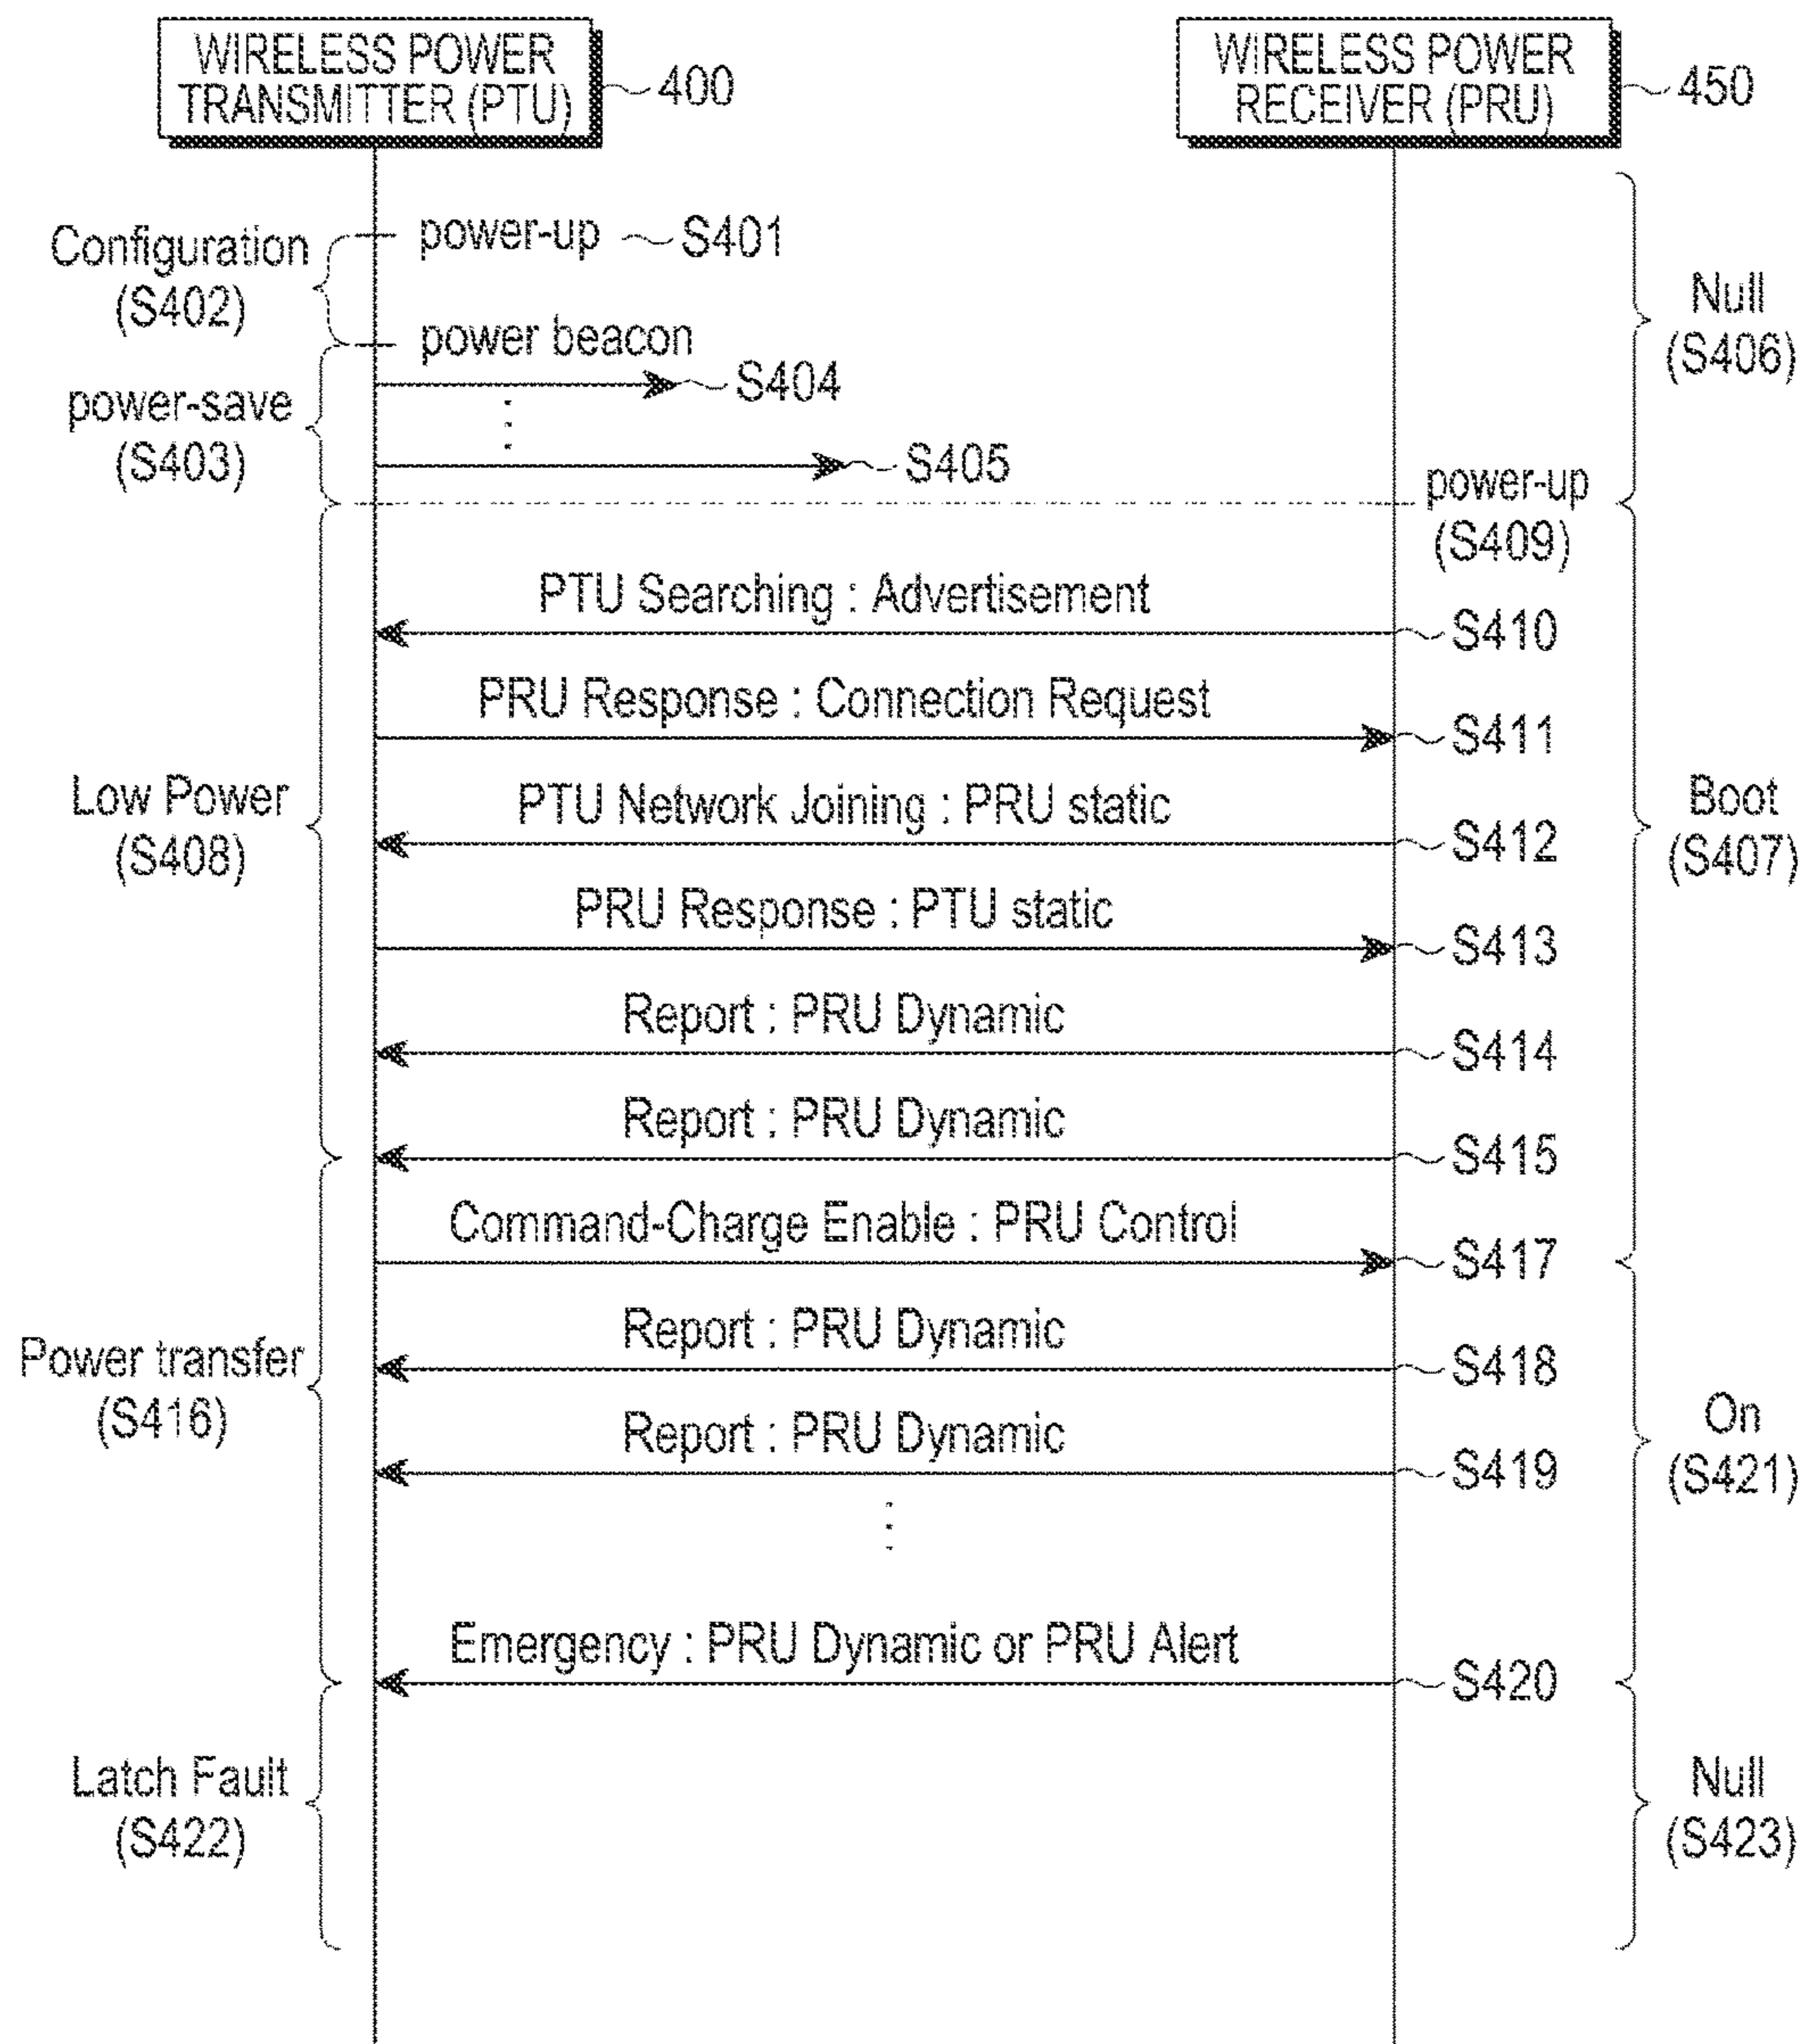 WIRELESS POWER
TRANSMITTER (PTU)
400
WIRELESS POWER
RECEIVER (PRU)
450
Configuration
(S402)
power-up
S401
Null
(S406)
power beacon
S404
power-save
(S403)
S405
power-up
(S409)
PTU Searching : Advertisement
S410
PRU Response : Connection Request
S411
Low Power
(S408)
PTU Network Joining : PRU static
S412
Boot
(S407)
PRU Response : PTU static
S413
Report : PRU Dynamic
S414
Report : PRU Dynamic
S415
Command-Charge Enable : PRU Control
S417
Report : PRU Dynamic
S418
Power transfer
(S416)
Report : PRU Dynamic
S419
On
(S421)
Emergency : PRU Dynamic or PRU Alert
S420
Latch Fault
(S422)
Null
(S423)